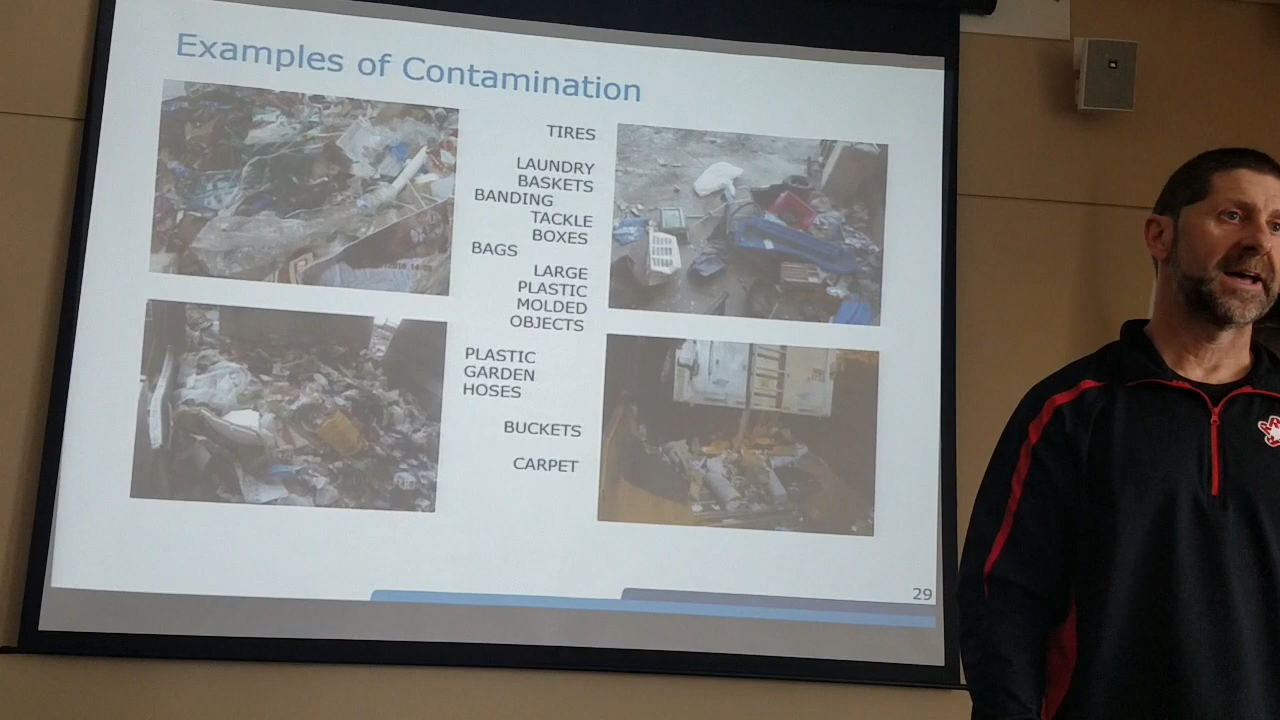 Examples of Contamination
TIRES
LAUNDRY
BASKETS
BANDING
TACKLE
BOXES
BAGS
LARGE
PLASTIC
MOLDED
OBJECTS
PLASTIC
GARDEN
HOSES
BUCKETS
CARPET
29